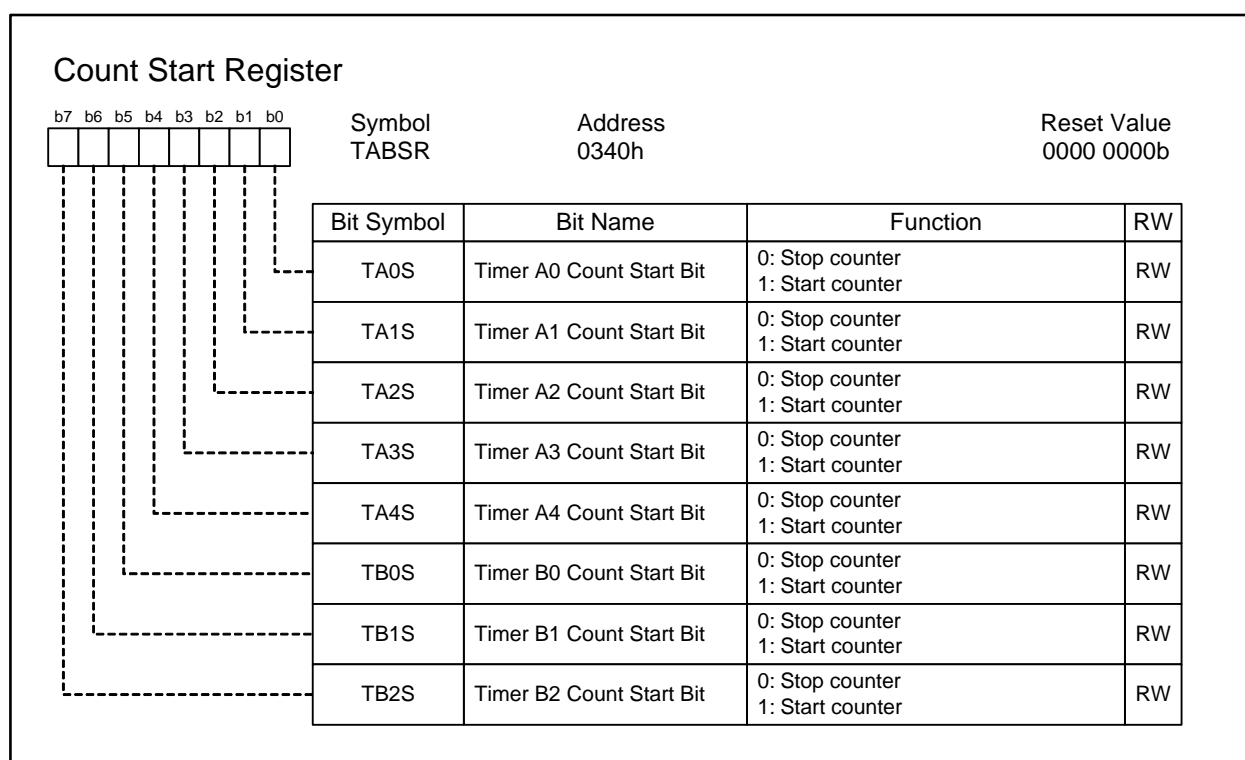 Count Start Register
b7 b6 b5 b4 b3 b2 b1 b0
Symbol Address Reset Value
TABSR 0340h 0000 0000b
Bit Symbol Bit Name Function RW
TA0S Timer A0 Count Start Bit 0: Stop counter
1: Start counter RW
TA1S Timer A1 Count Start Bit 0: Stop counter
1: Start counter RW
TA2S Timer A2 Count Start Bit 0: Stop counter
1: Start counter RW
TA3S Timer A3 Count Start Bit 0: Stop counter
1: Start counter RW
TA4S Timer A4 Count Start Bit 0: Stop counter
1: Start counter RW
TB0S Timer B0 Count Start Bit 0: Stop counter
1: Start counter RW
TB1S Timer B1 Count Start Bit 0: Stop counter
1: Start counter RW
TB2S Timer B2 Count Start Bit 0: Stop counter
1: Start counter RW